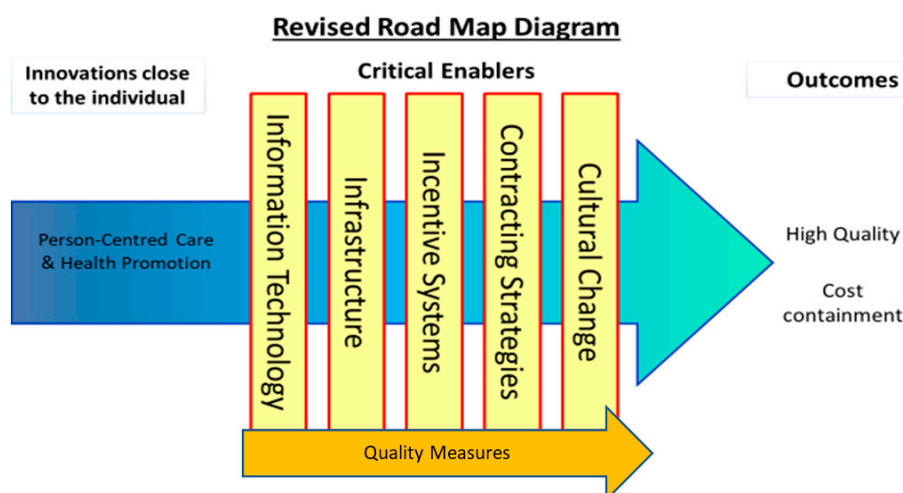 Revised Road Map Diagram
Innovations close
to the individual
Critical Enablers
Outcomes
Person-Centred Care
& Health Promotion
Information Technology
Infrastructure
Incentive Systems
Contracting Strategies
Cultural Change
High Quality
Cost
containment
Quality Measures